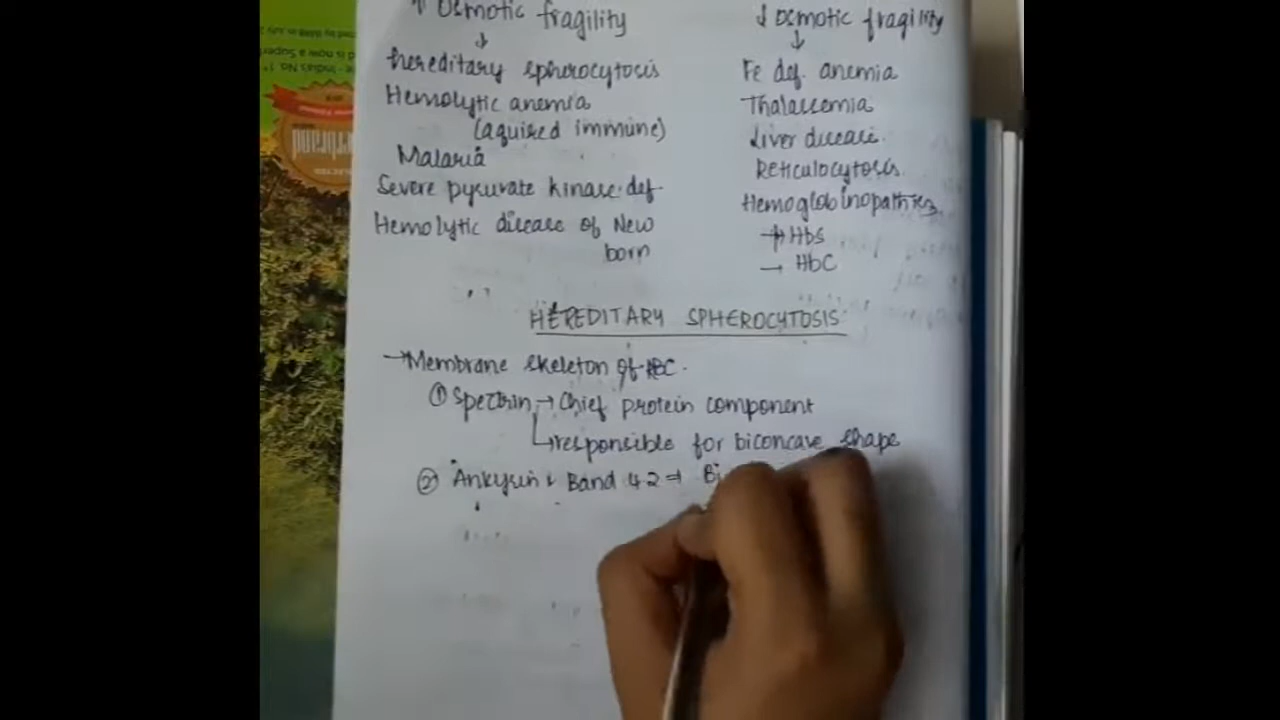 ↑ Osmotic fragility
↓
hereditary spherocytosis
Hemolytic anemia
(aquired immune)
Malaria
Severe pyruvate kinase def
Hemolytic disease of New
born
↓ Osmotic fragility
↓
Fe def. anemia
Thalassemia
Liver disease.
Reticulocytosis.
Hemoglobinopathies
→ HbS
→ HbC
HEREDITARY SPHEROCYTOSIS
→ Membrane skeleton of RBC.
① Spectrin → Chief protein component
↳ responsible for biconcave shape
② Ankyrin & Band 4.2 → Bi